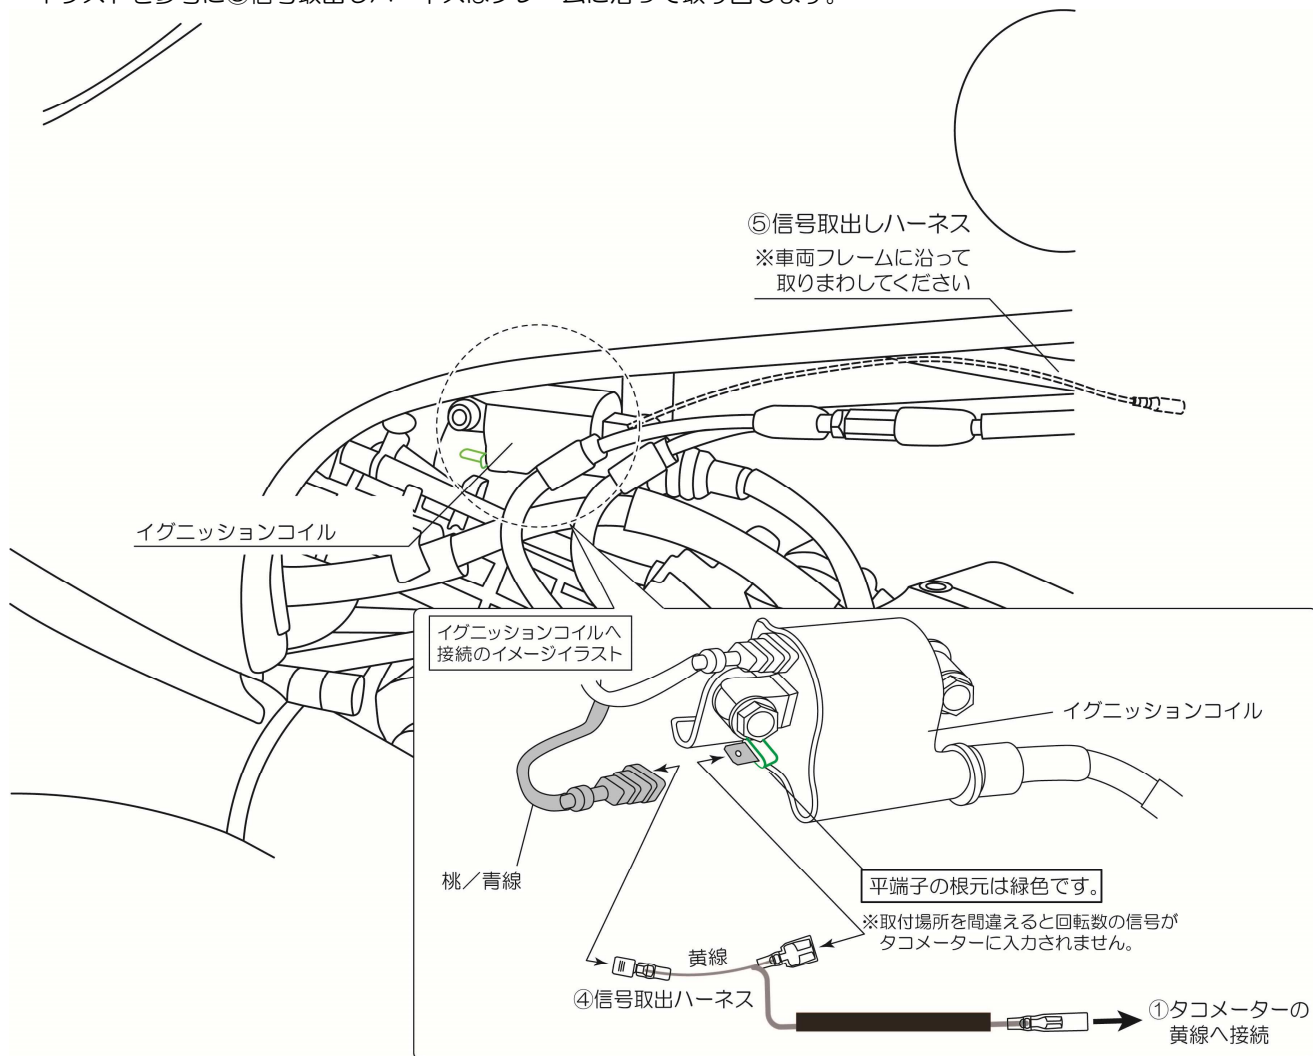 ⑤信号取出しハーネス
※車両フレームに沿って
取りまわしてください
イグニッションコイル
イグニッションコイルへ
接続のイメージイラスト
イグニッションコイル
桃／青線
平端子の根元は緑色です。
※取付場所を間違えると回転数の信号が
タコメーターに入力されません。
黄線
④信号取出ハーネス
①タコメーターの
黄線へ接続